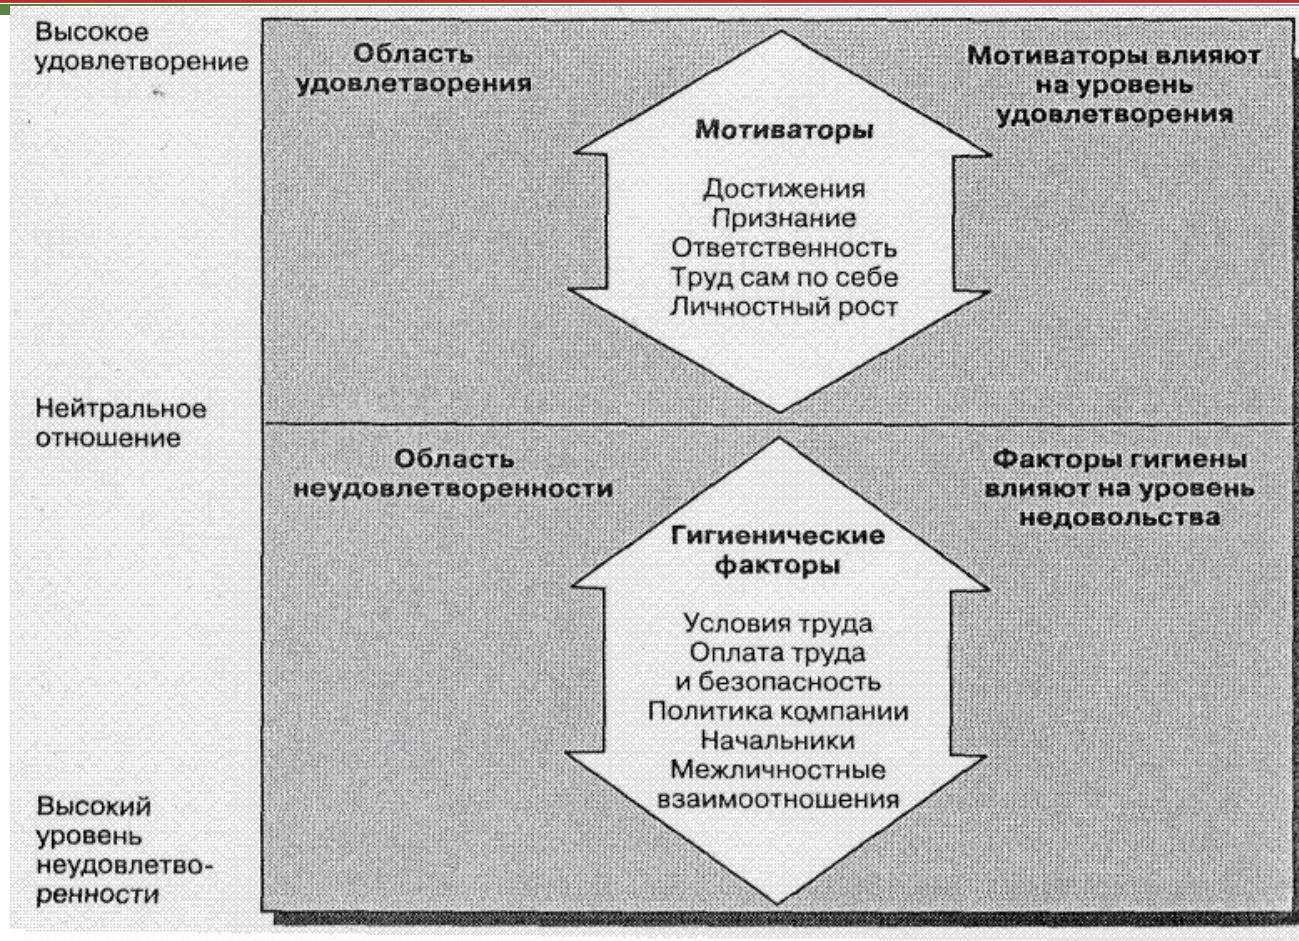 Высокое
удовлетворение
Область
удовлетворения
Мотиваторы влияют
на уровень
удовлетворения
Мотиваторы
Достижения
Признание
Ответственность
Труд сам по себе
Личностный рост
Нейтральное
отношение
Область
неудовлетворенности
Факторы гигиены
влияют на уровень
недовольства
Гигиенические
факторы
Условия труда
Оплата труда
и безопасность
Политика компании
Начальники
Межличностные
взаимоотношения
Высокий
уровень
неудовлетво-
ренности